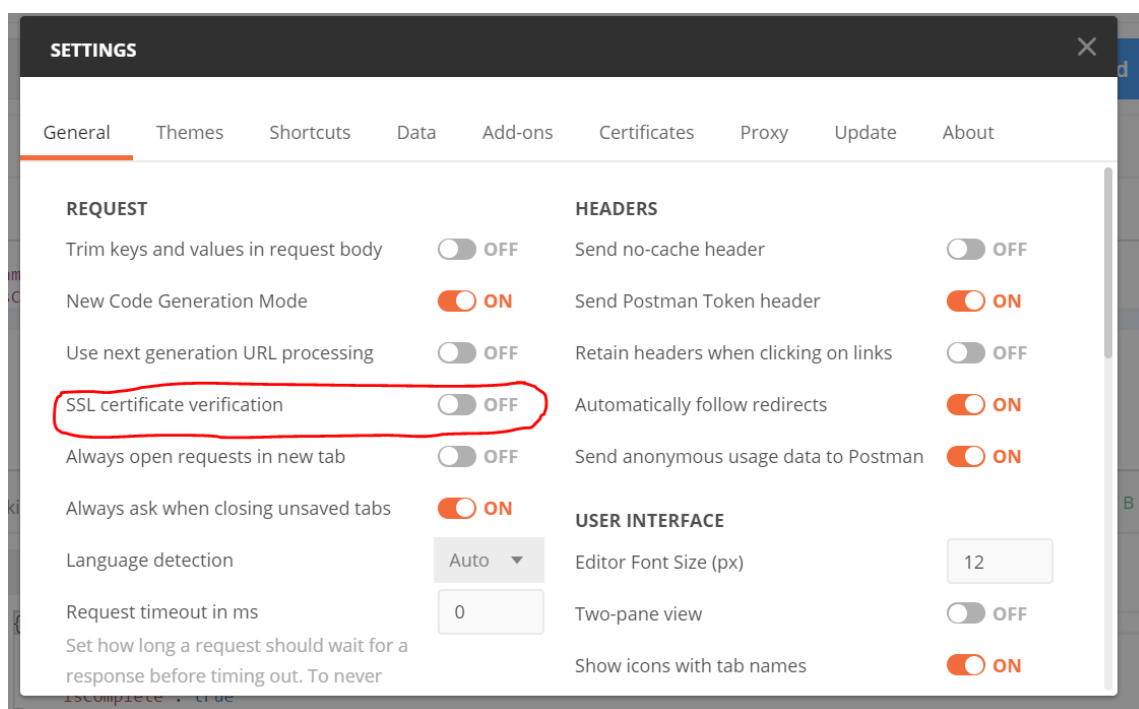 SETTINGS
d
General Themes Shortcuts Data Add-ons Certificates Proxy Update About
REQUEST
Trim keys and values in request body OFF
New Code Generation Mode ON
Use next generation URL processing OFF
SSL certificate verification OFF
Always open requests in new tab OFF
Always ask when closing unsaved tabs ON
Language detection Auto
Request timeout in ms 0
Set how long a request should wait for a
response before timing out. To never
HEADERS
Send no-cache header OFF
Send Postman Token header ON
Retain headers when clicking on links OFF
Automatically follow redirects ON
Send anonymous usage data to Postman ON
USER INTERFACE
Editor Font Size (px) 12
Two-pane view OFF
Show icons with tab names ON
B